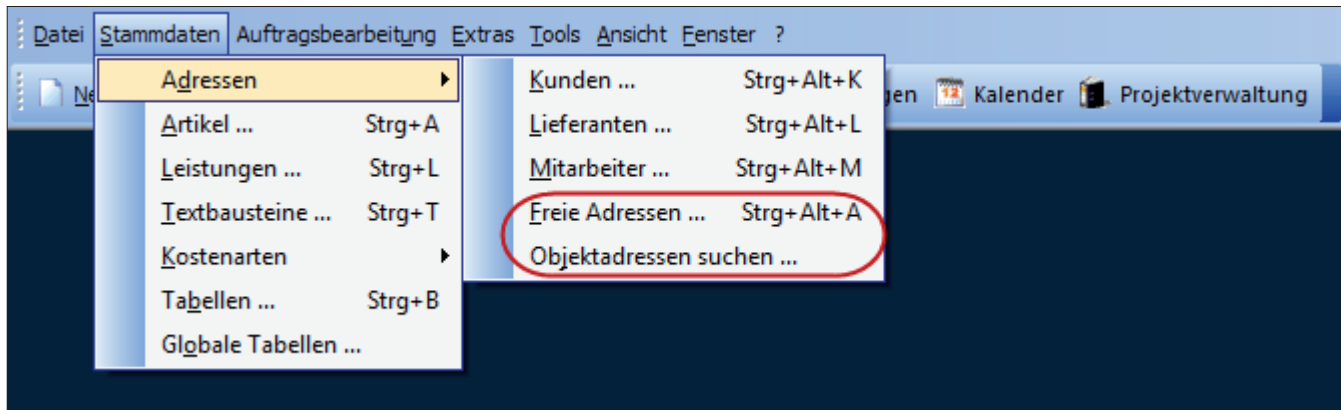 Datei Stammdaten Auftragsbearbeitung Extras Tools Ansicht Fenster ?
Kalender Projektverwaltung
Adressen
Artikel ... Strg+A
Leistungen ... Strg+L
Textbausteine ... Strg+T
Kostenarten
Tabellen ... Strg+B
Globale Tabellen ...
Kunden ... Strg+Alt+K
Lieferanten ... Strg+Alt+L
Mitarbeiter ... Strg+Alt+M
Freie Adressen ... Strg+Alt+A
Objektadressen suchen ...